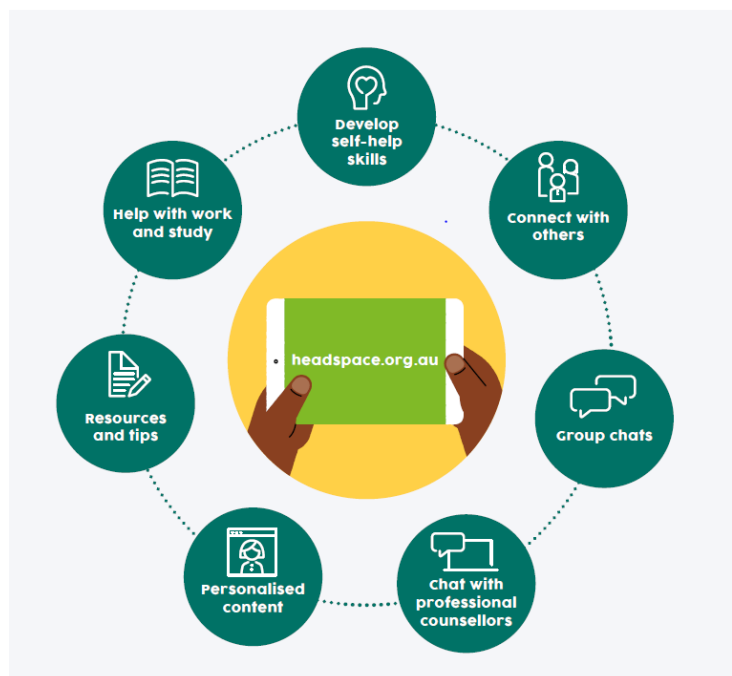 Develop
self-help
skills
Connect with
others
Group chats
Chat with
professional
counsellors
Personalised
content
Resources
and tips
Help with work
and study
headspace.org.au